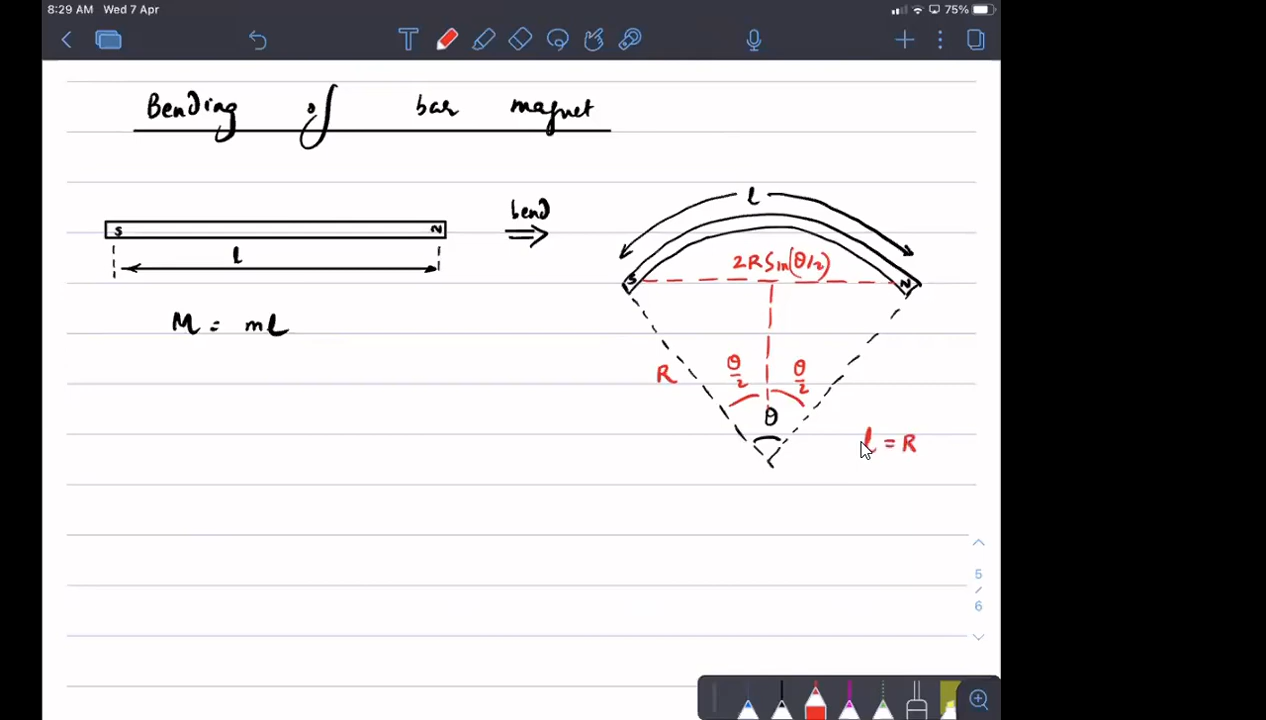 8:29 AM Wed 7 Apr
75%
T
Bending of bar magnet
S
N
l
M = ml
bend
l
2R Sin(θ/2)
S
N
R
θ/2
θ/2
θ
l = R
5
/
6